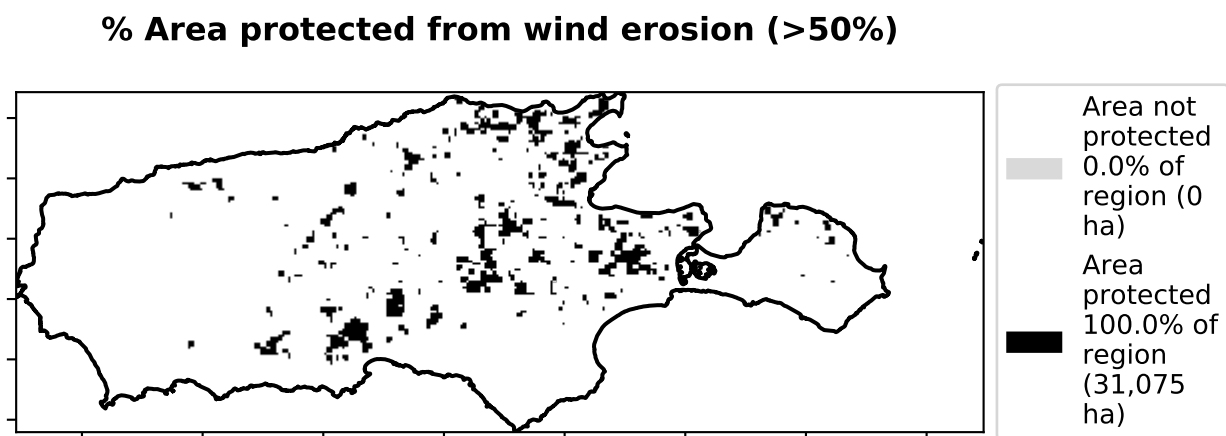 % Area protected from wind erosion (>50%)
Area not
protected
0.0% of
region (0
ha)
Area
protected
100.0% of
region
(31,075
ha)